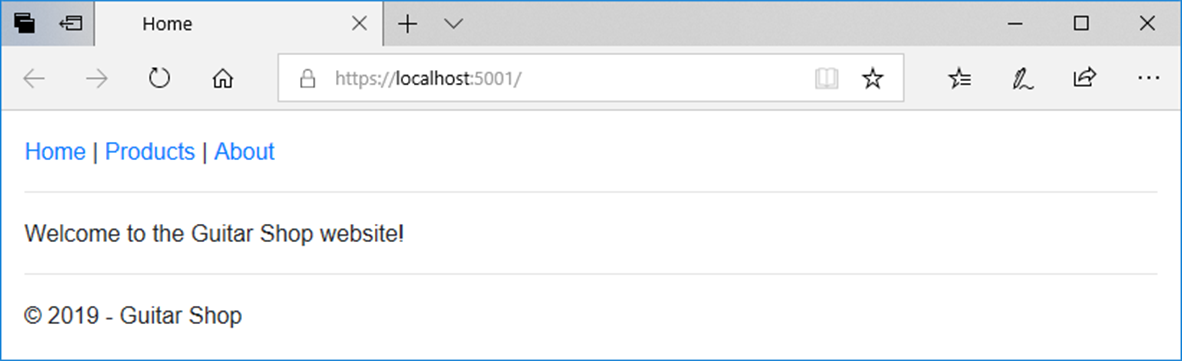 Home
https://localhost:5001/
Home | Products | About
Welcome to the Guitar Shop website!
© 2019 - Guitar Shop